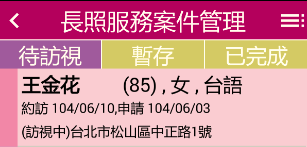 長照服務案件管理
待訪視 暫存 已完成
王金花 (85) , 女 , 台語
約訪 104/06/10,申請 104/06/03
(訪視中)台北市松山區中正路1號